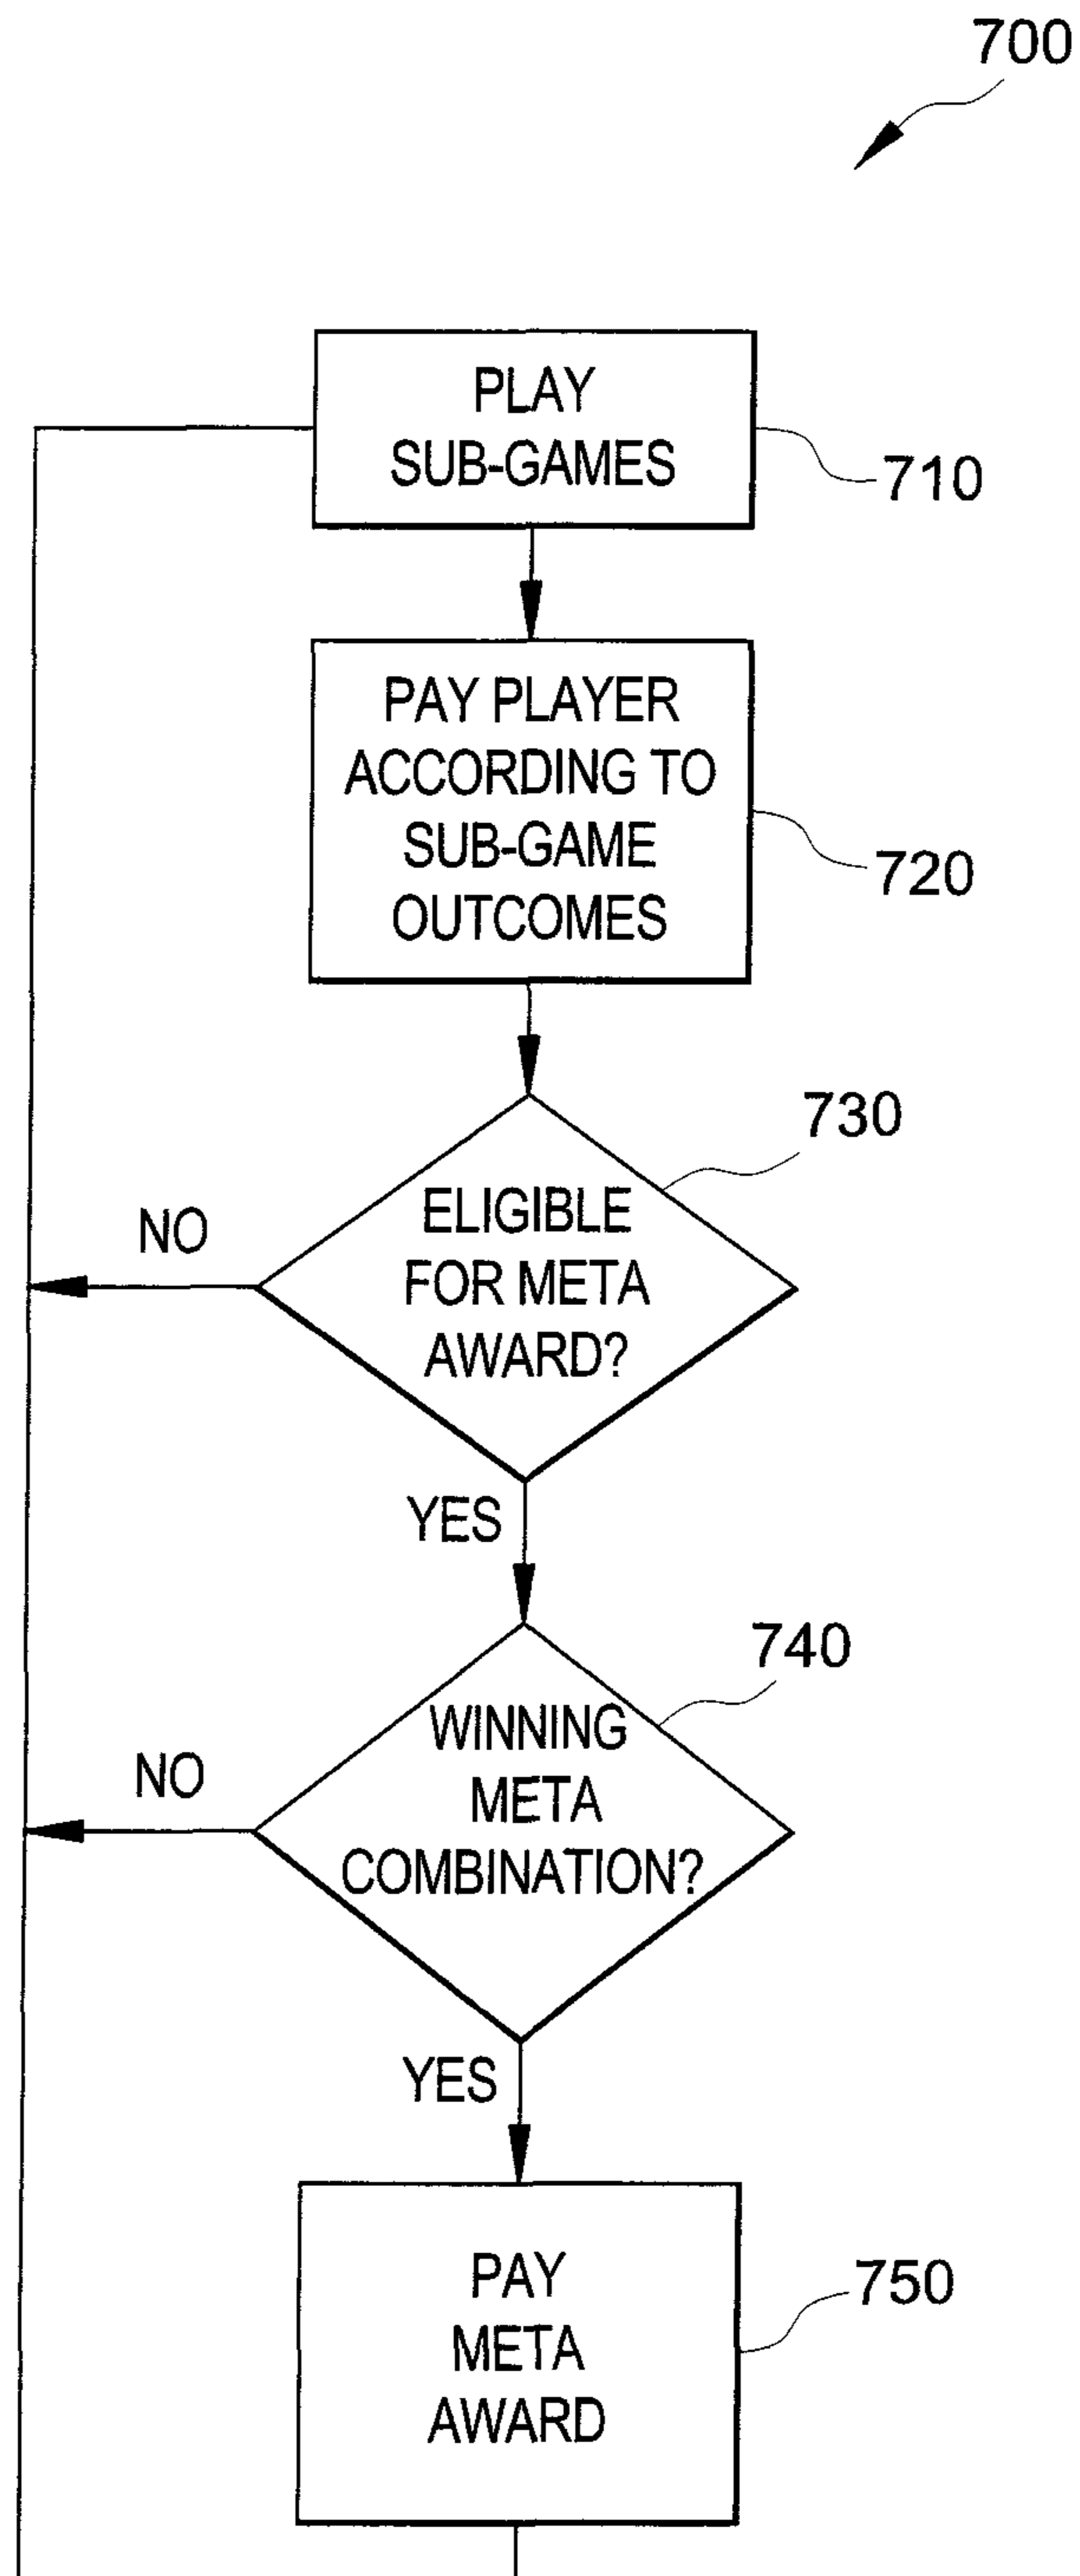 700
PLAY
SUB-GAMES
710
PAY PLAYER
ACCORDING TO
SUB-GAME
OUTCOMES
720
730
ELIGIBLE
FOR META
AWARD?
NO
YES
740
WINNING
META
COMBINATION?
NO
YES
PAY
META
AWARD
750